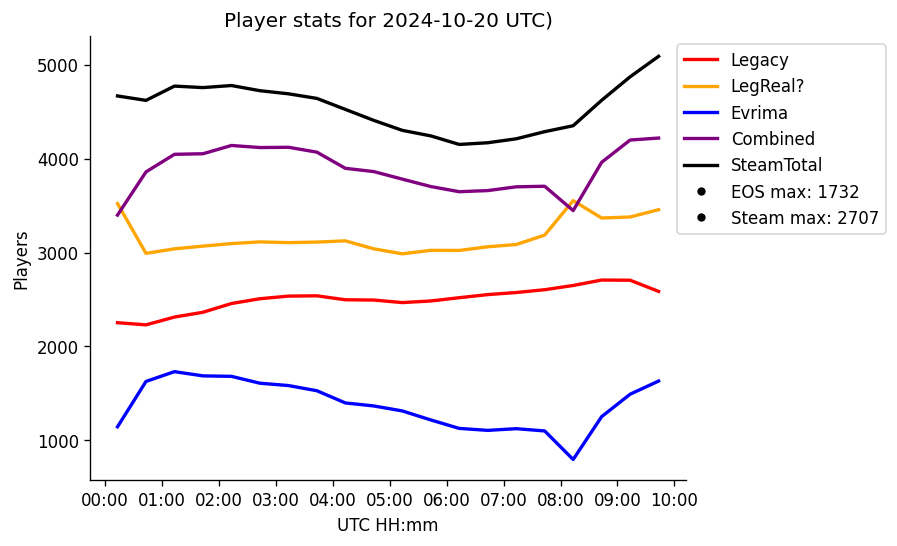 Player stats for 2024-10-20 UTC)
Players
5000
4000
3000
2000
1000
00:00 01:00 02:00 03:00 04:00 05:00 06:00 07:00 08:00 09:00 10:00
UTC HH:mm
Legacy
LegReal?
Evrima
Combined
SteamTotal
EOS max: 1732
Steam max: 2707